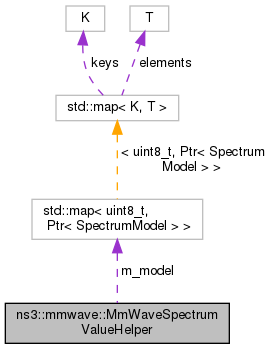 K
T
keys
elements
std::map< K, T >
< uint8_t, Ptr< Spectrum
Model > >
std::map< uint8_t,
Ptr< SpectrumModel > >
m_model
ns3::mmwave::MmWaveSpectrum
ValueHelper